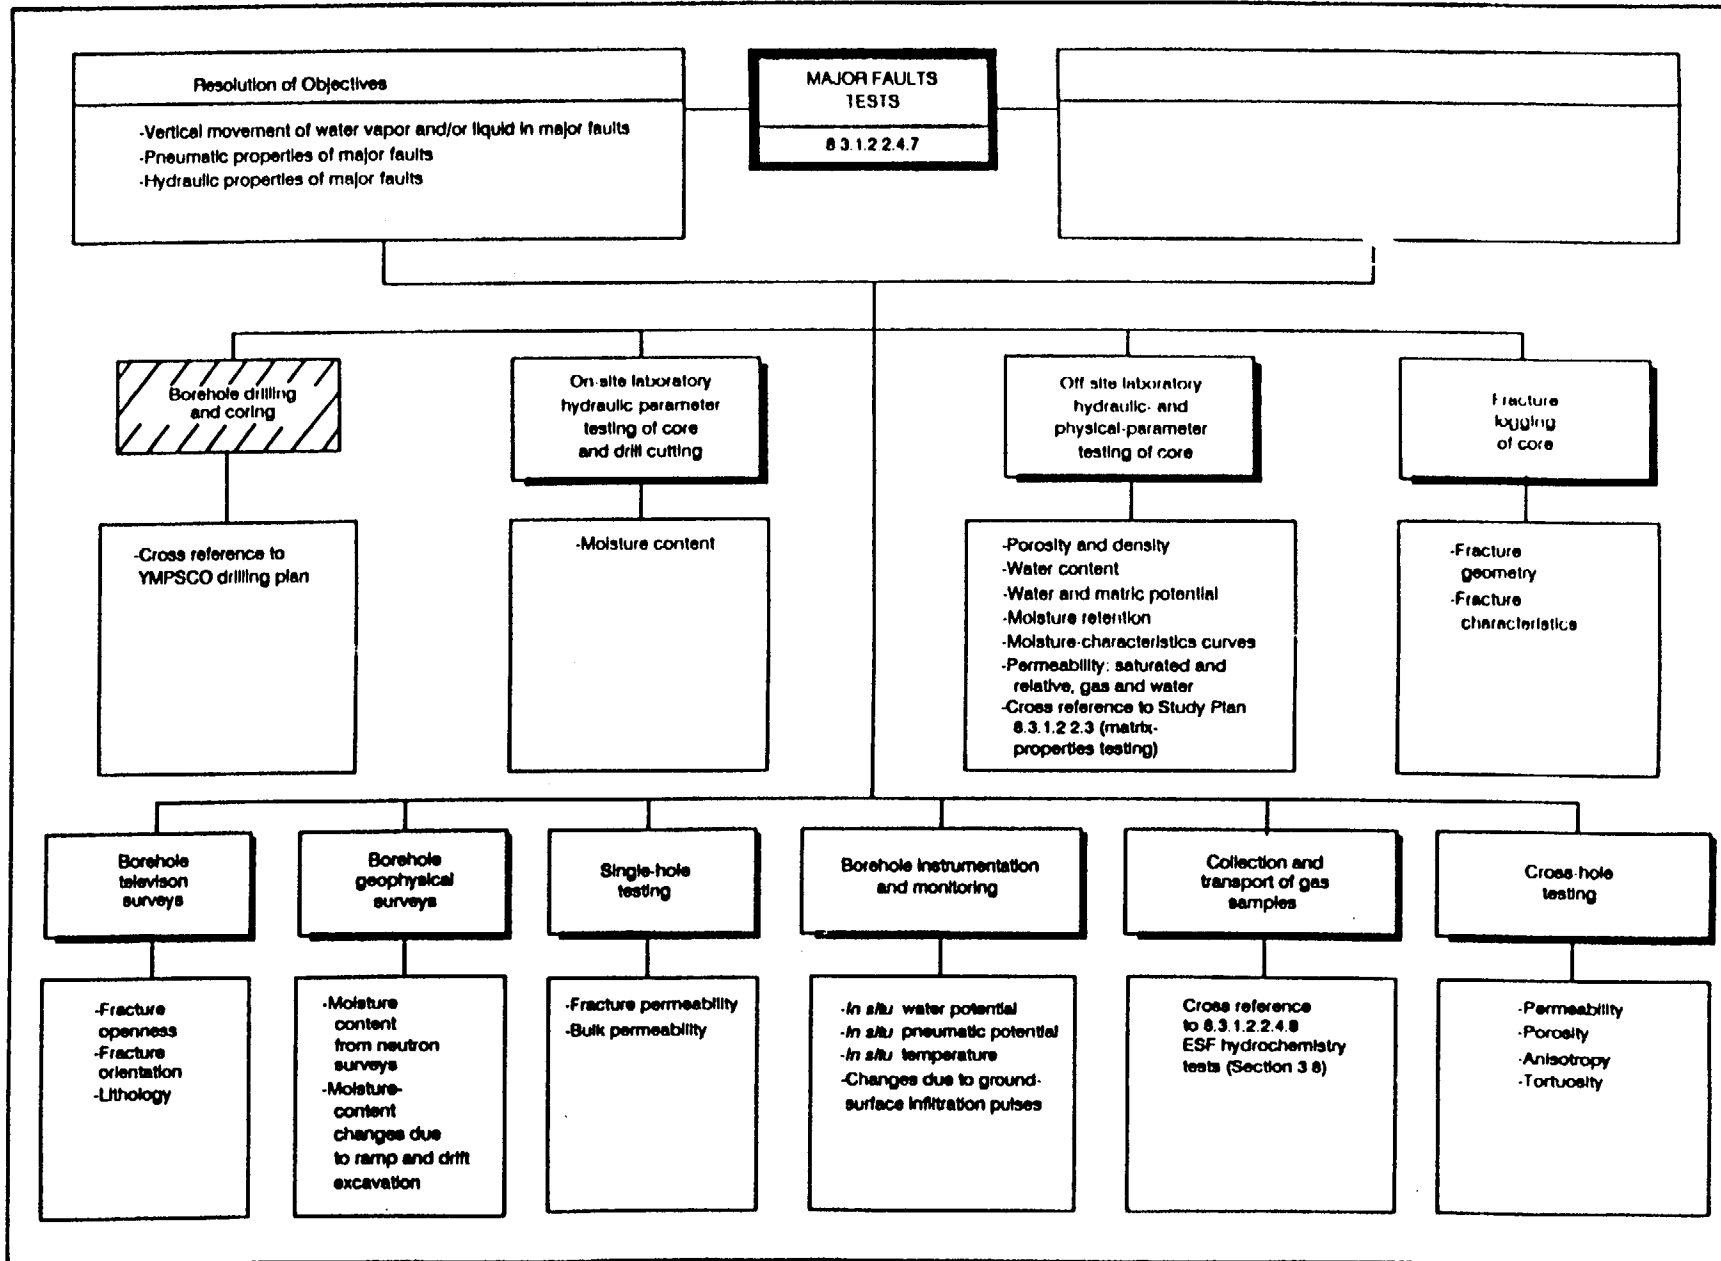 Resolution of Objectives
-Vertical movement of water vapor and/or liquid in major faults
-Pneumatic properties of major faults
-Hydraulic properties of major faults
MAJOR FAULTS
TESTS
8 3.1.2 2.4.7
Borehole drilling
and coring
On-site laboratory
hydraulic parameter
testing of core
and drill cutting
Off site laboratory
hydraulic- and
physical-parameter
testing of core
Fracture
logging
of core
-Cross reference to
YMPSCO drilling plan
-Moisture content
-Porosity and density
-Water content
-Water and matric potential
-Moisture retention
-Moisture-characteristics curves
-Permeability: saturated and
relative, gas and water
-Cross reference to Study Plan
8.3.1.2 2.3 (matrix-
properties testing)
-Fracture
geometry
-Fracture
characteristics
Borehole
televison
surveys
Borehole
geophysical
surveys
Single-hole
testing
Borehole instrumentation
and monitoring
Collection and
transport of gas
samples
Cross-hole
testing
-Fracture
openness
-Fracture
orientation
-Lithology
-Moisture
content
from neutron
surveys
-Moisture-
content
changes due
to ramp and drift
excavation
-Fracture permeability
-Bulk permeability
-In situ water potential
-In situ pneumatic potential
-In situ temperature
-Changes due to ground-
surface infiltration pulses
Cross reference
to 8.3.1.2.2.4.8
ESF hydrochemistry
tests (Section 3 8)
-Permeability
-Porosity
-Anisotropy
-Tortuosity